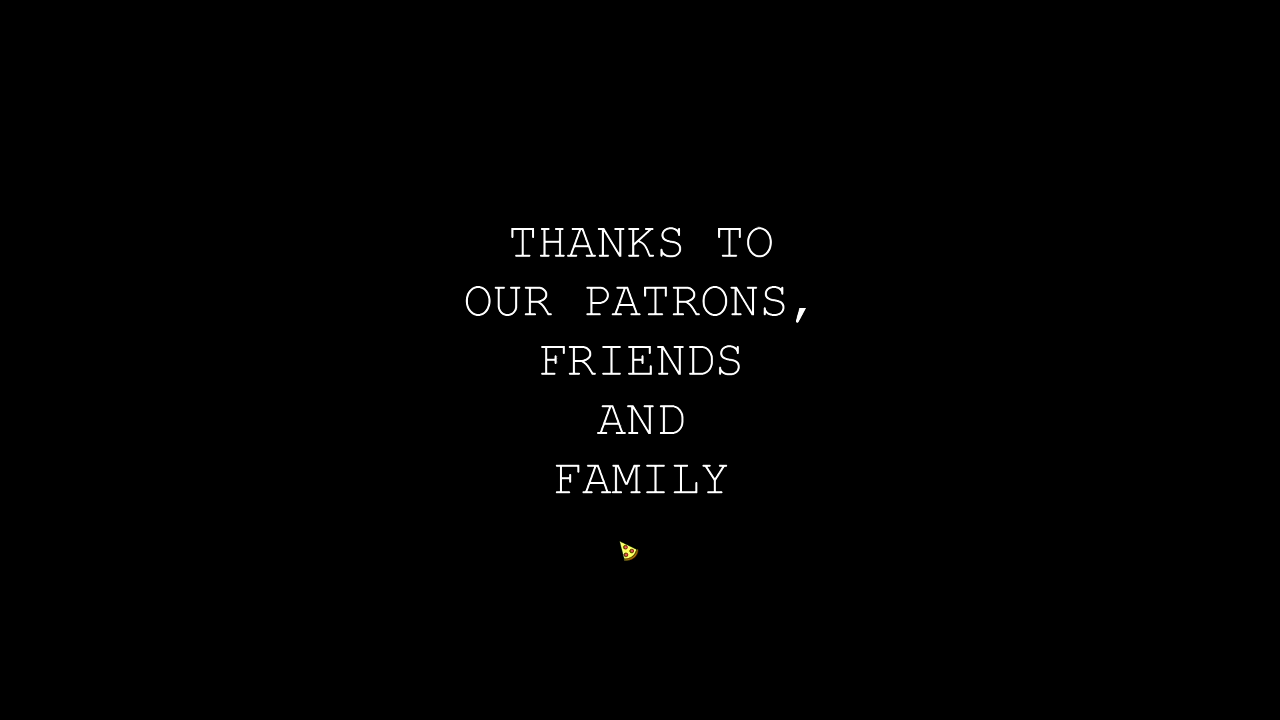 THANKS TO
OUR PATRONS,
FRIENDS
AND
FAMILY